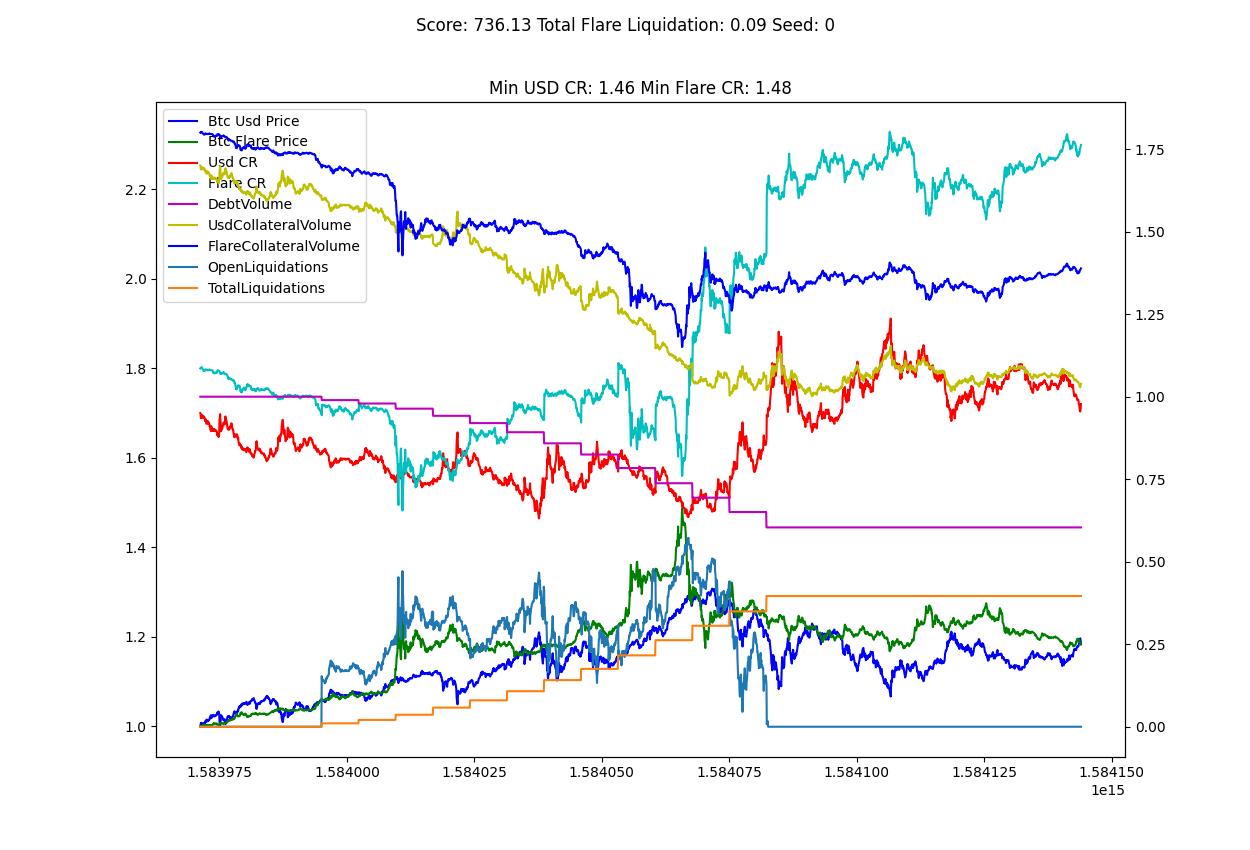 Score: 736.13 Total Flare Liquidation: 0.09 Seed: 0
Min USD CR: 1.46 Min Flare CR: 1.48
Btc Usd Price
Btc Flare Price
Usd CR
Flare CR
DebtVolume
UsdCollateralVolume
FlareCollateralVolume
OpenLiquidations
TotalLiquidations
2.2
2.0
1.8
1.6
1.4
1.2
1.0
1.75
1.50
1.25
1.00
0.75
0.50
0.25
0.00
1.583975 1.584000 1.584025 1.584050 1.584075 1.584100 1.584125 1.584150
1e15